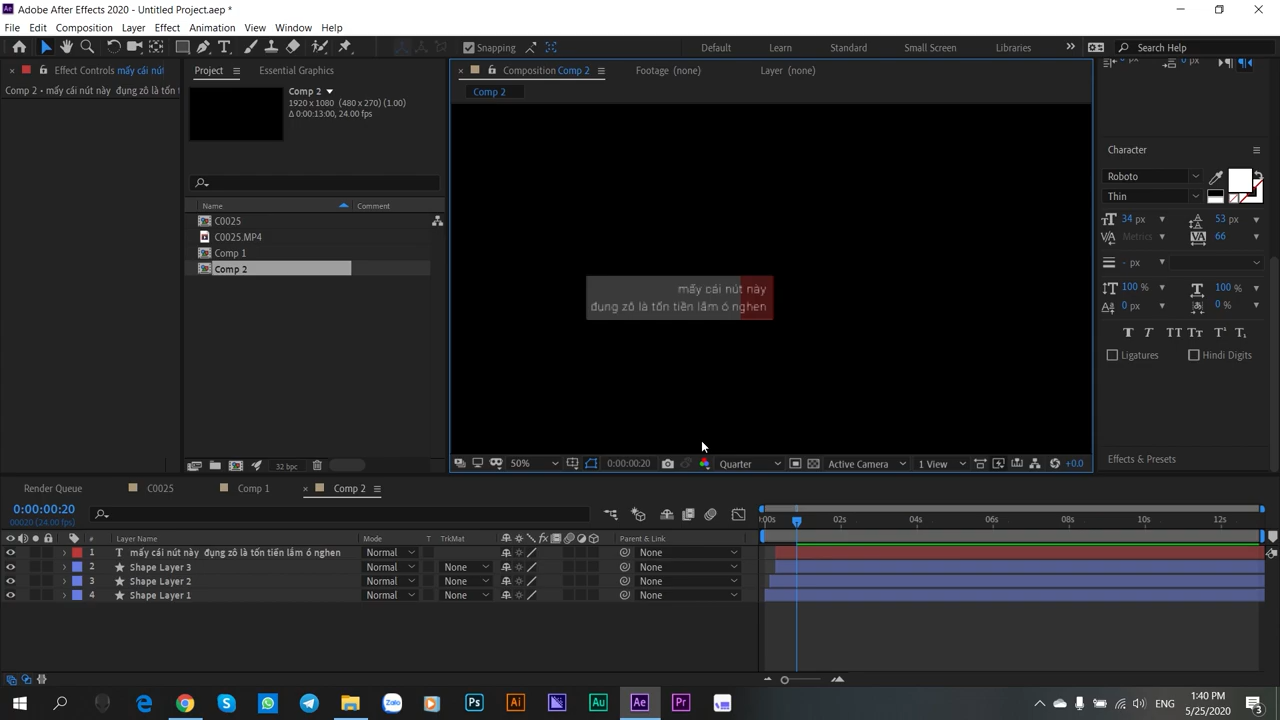 Adobe After Effects 2020 - Untitled Project.aep *
File Edit Composition Layer Effect Animation View Window Help
Snapping Default Learn Standard Small Screen Libraries Search Help
Effect Controls mấy cái nút
Project Essential Graphics
Composition Comp 2 Footage (none) Layer (none)
Comp 2 • mấy cái nút này đụng zô là tốn
Comp 2
1920 x 1080 (480 x 270) (1.00)
Δ 0:00:13:00, 24.00 fps
Comp 2
Name Comment
C0025
C0025.MP4
Comp 1
Comp 2
mấy cái nút này
đụng zô là tốn tiền lắm ó nghen
Character
Roboto
Thin
34 px 53 px
Metrics 66
- px
100 % 100 %
0 px 0 %
Ligatures Hindi Digits
Effects & Presets
32 bpc
50% 0:00:00:20 Quarter Active Camera 1 View +0.0
Render Queue C0025 Comp 1 Comp 2
0:00:00:20
00020 (24.00 fps)
:00s 02s 04s 06s 08s 10s 12s
# Layer Name Mode T TrkMat Parent & Link
1 mấy cái nút này đụng zô là tốn tiền lắm ó nghen Normal None
2 Shape Layer 3 Normal None None
3 Shape Layer 2 Normal None None
4 Shape Layer 1 Normal None None
Zalo Ps Ai Au Ae Pr
ENG
1:40 PM
5/25/2020
3